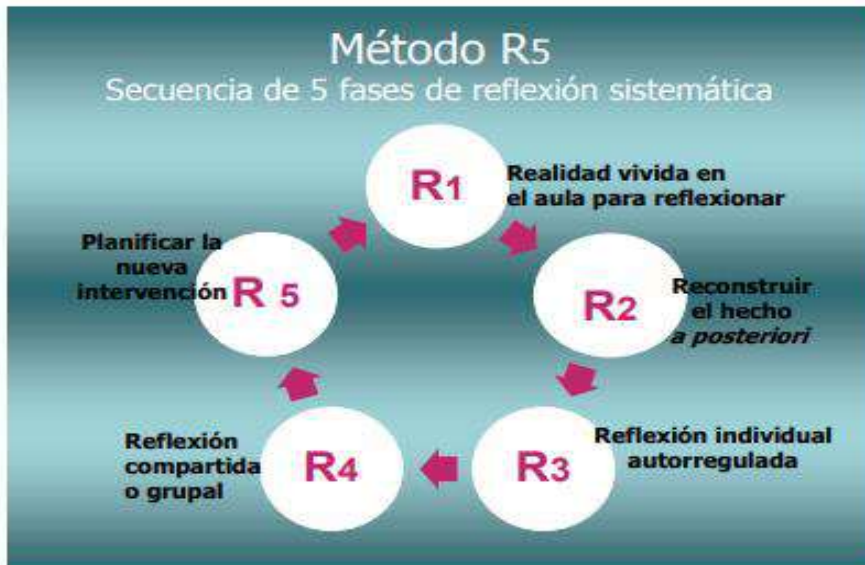 Método R5
Secuencia de 5 fases de reflexión sistemática
R1
Realidad vivida en
el aula para reflexionar
R2
Reconstruir
el hecho
a posteriori
R3
Reflexión individual
autorregulada
R4
Reflexión
compartida
o grupal
R 5
Planificar la
nueva
intervención